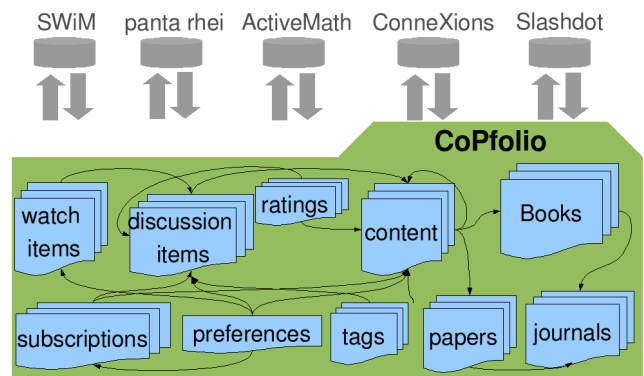 SWiM
panta rhei
ActiveMath
ConneXions
Slashdot
CoPfolio
watch
items
discussion
items
ratings
content
Books
subscriptions
preferences
tags
papers
journals